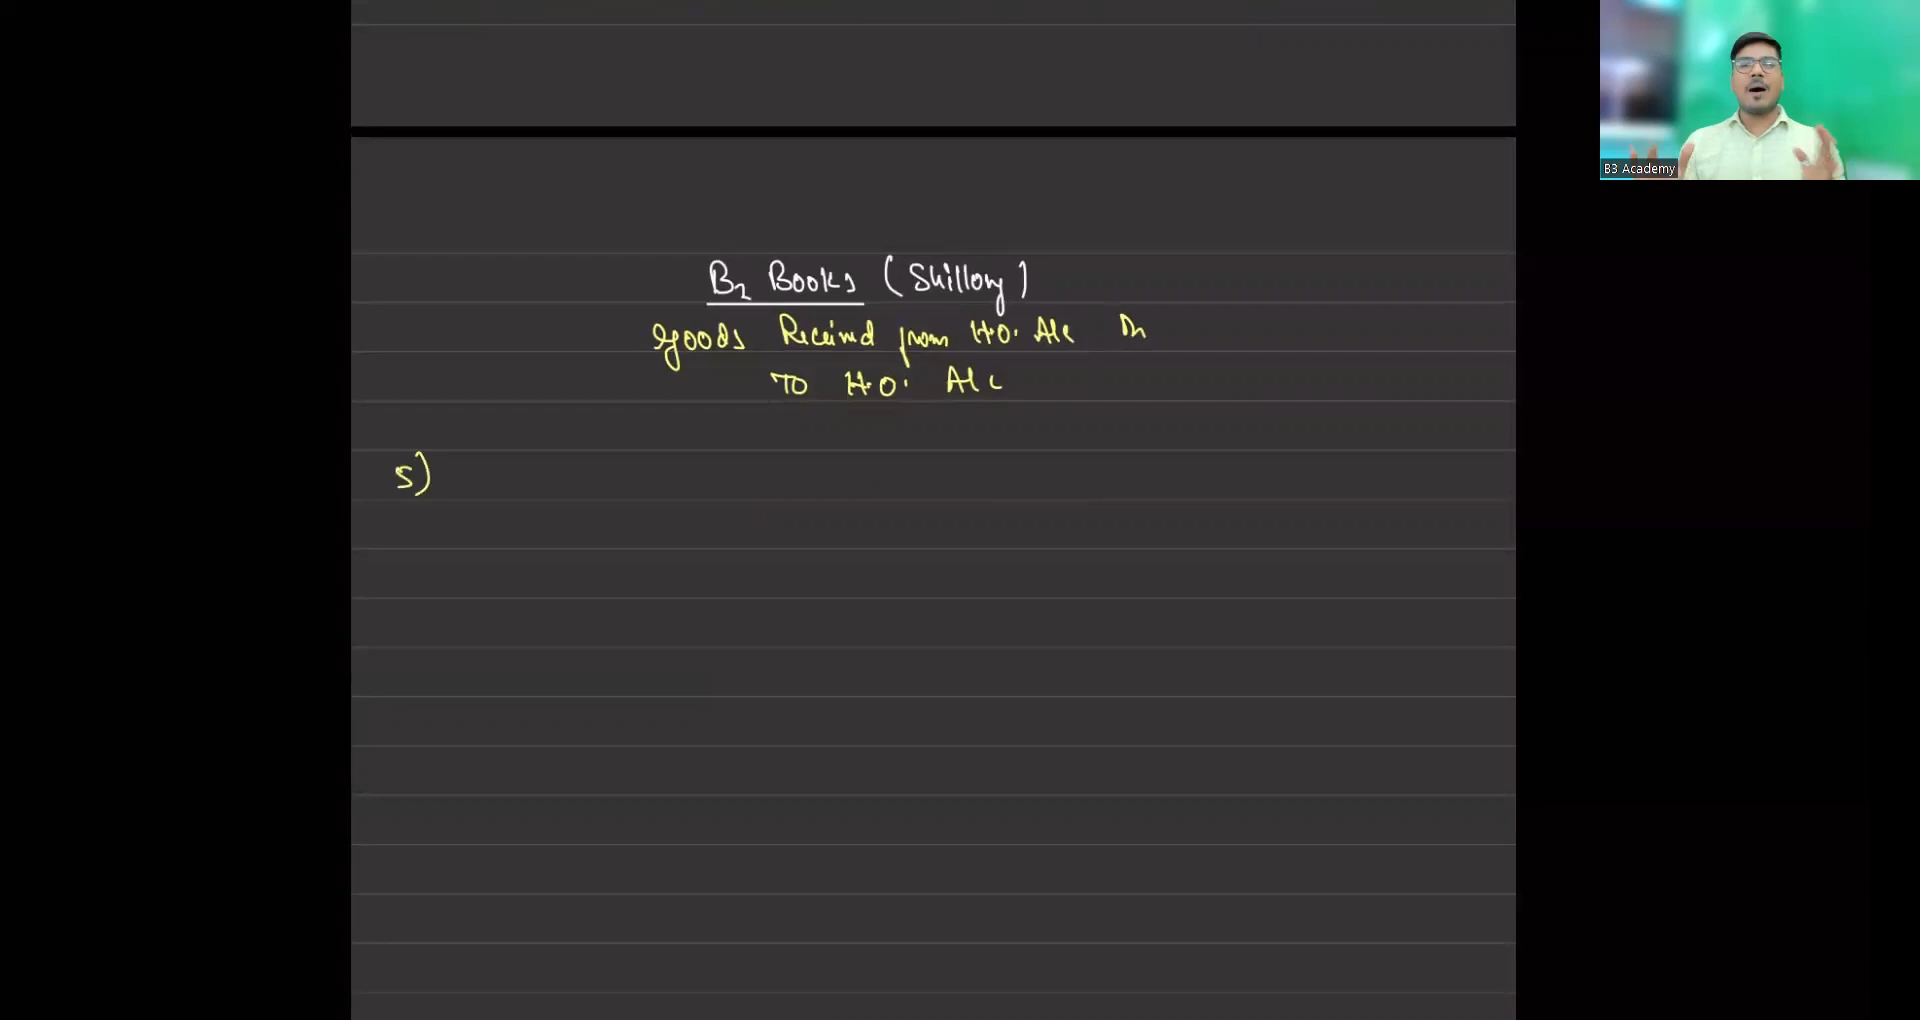 B2 Books (Shillong)
Goods Received from H.O. A/c Dr
To H.O. A/c
5)
B3 Academy